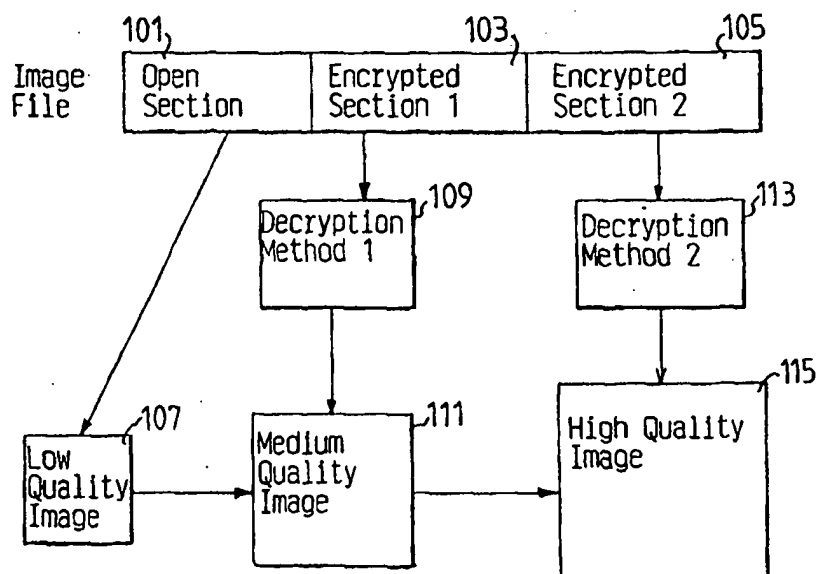 101
103
105
Image
File
Open
Section
Encrypted
Section 1
Encrypted
Section 2
109
Decryption
Method 1
113
Decryption
Method 2
107
Low
Quality
Image
111
Medium
Quality
Image
115
High Quality
Image